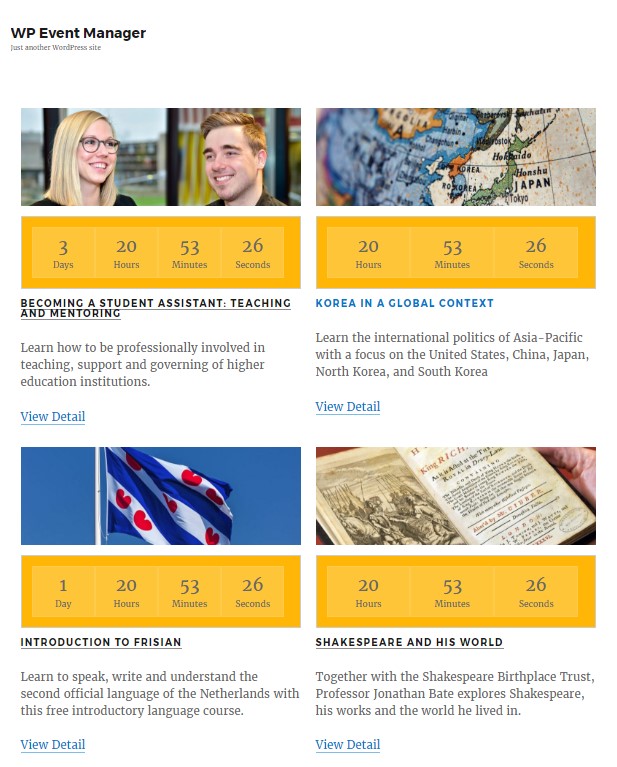 WP Event Manager
Just another WordPress site
HOKKAIDO
Honshu
KOREA
JAPAN
Tokyo
3 20 53 26
Days Hours Minutes Seconds
20 53 26
Hours Minutes Seconds
BECOMING A STUDENT ASSISTANT: TEACHING
AND MENTORING
Learn how to be professionally involved in
teaching, support and governing of higher
education institutions.
View Detail
KOREA IN A GLOBAL CONTEXT
Learn the international politics of Asia-Pacific
with a focus on the United States, China, Japan,
North Korea, and South Korea
View Detail
King RICH
1 20 53 26
Day Hours Minutes Seconds
20 53 26
Hours Minutes Seconds
INTRODUCTION TO FRISIAN
Learn to speak, write and understand the
second official language of the Netherlands with
this free introductory language course.
View Detail
SHAKESPEARE AND HIS WORLD
Together with the Shakespeare Birthplace Trust,
Professor Jonathan Bate explores Shakespeare,
his works and the world he lived in.
View Detail